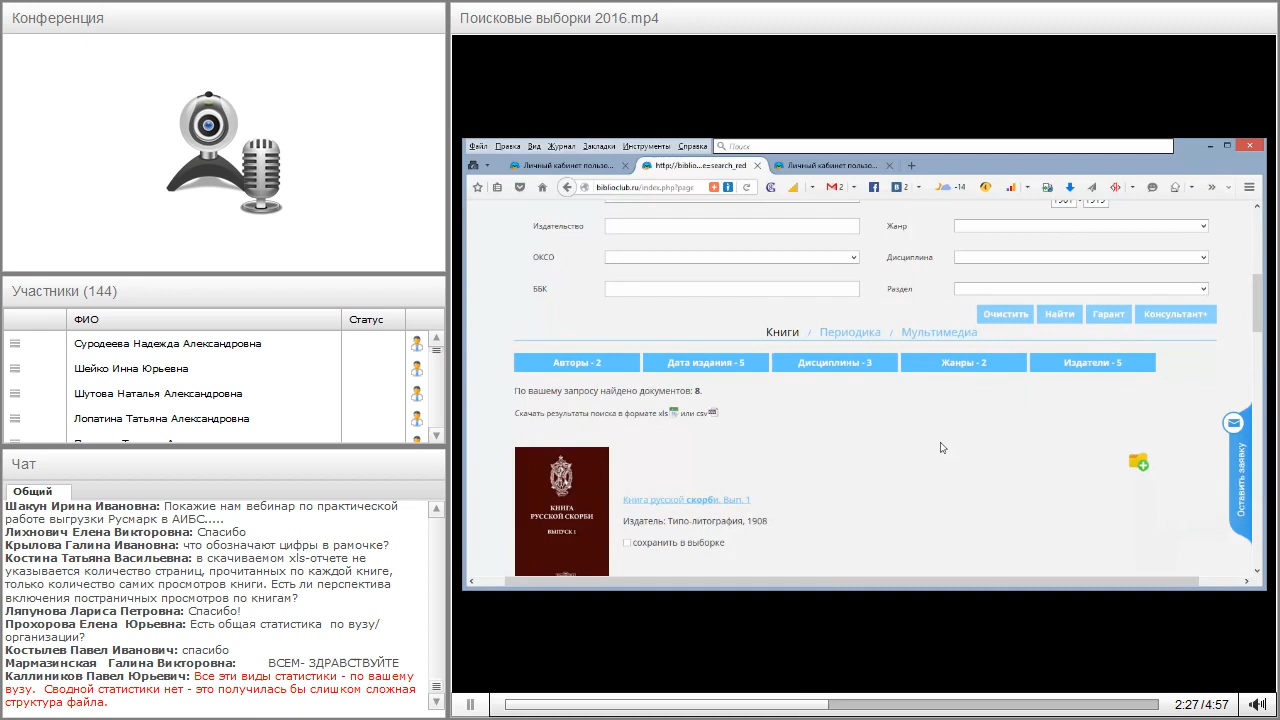 Конференция
Участники (144)
ФИО
Статус
Суродеева Надежда Александровна
Шейко Инна Юрьевна
Шутова Наталья Александровна
Лопатина Татьяна Александровна
Чат
Общий
Шакун Ирина Ивановна: Покажие нам вебинар по практической
работе выгрузки Русмарк в АИБС.....
Лихнович Елена Викторовна: Спасибо
Крылова Галина Ивановна: что обозначают цифры в рамочке?
Костина Татьяна Васильевна: в скачиваемом xls-отчете не
указывается количество страниц, прочитанных по каждой книге,
только количество самих просмотров книги. Есть ли перспектива
включения постраничных просмотров по книгам?
Ляпунова Лариса Петровна: Спасибо!
Прохорова Елена Юрьевна: Есть общая статистика по вузу/
организации?
Костылев Павел Иванович: спасибо
Мармазинская Галина Викторовна: ВСЕМ- ЗДРАВСТВУЙТЕ
Каллиников Павел Юрьевич: Все эти виды статистики - по вашему
вузу. Сводной статистики нет - это получилась бы слишком сложная
структура файла.
Поисковые выборки 2016.mp4
Файл Правка Вид Журнал Закладки Инструменты Справка
Поиск
Личный кабинет пользо...
http://biblio...e=search_red
Личный кабинет пользо...
biblioclub.ru/index.php?page
2
2
-14
Издательство
Жанр
ОКСО
Дисциплина
ББК
Раздел
Очистить
Найти
Гарант
Консультант+
Книги / Периодика / Мультимедиа
Авторы - 2
Дата издания - 5
Дисциплины - 3
Жанры - 2
Издатели - 5
По вашему запросу найдено документов: 8.
Скачать результаты поиска в формате xls или csv
КНИГА
РУССКОЙ СКОРБИ
ВЫПУСК 1
Книга русской скорби. Вып. 1
Издатель: Типо-литография, 1908
сохранить в выборке
Оставить заявку
2:27 / 4:57